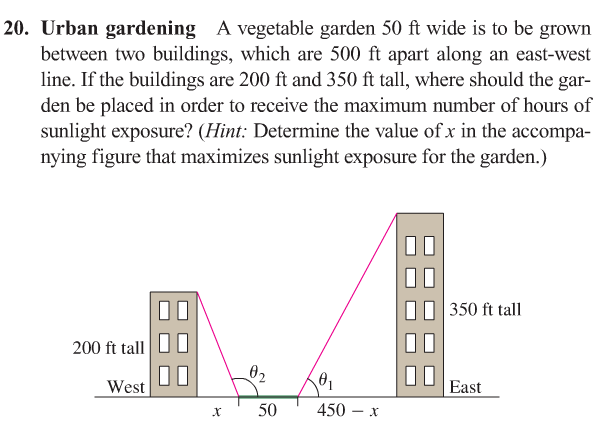 20. Urban gardening A vegetable garden 50 ft wide is to be grown
between two buildings, which are 500 ft apart along an east-west
line. If the buildings are 200 ft and 350 ft tall, where should the gar-
den be placed in order to receive the maximum number of hours of
sunlight exposure? (Hint: Determine the value of x in the accompa-
nying figure that maximizes sunlight exposure for the garden.)
350 ft tall
200 ft tall
θ₂ θ₁
West East
x 50 450 − x